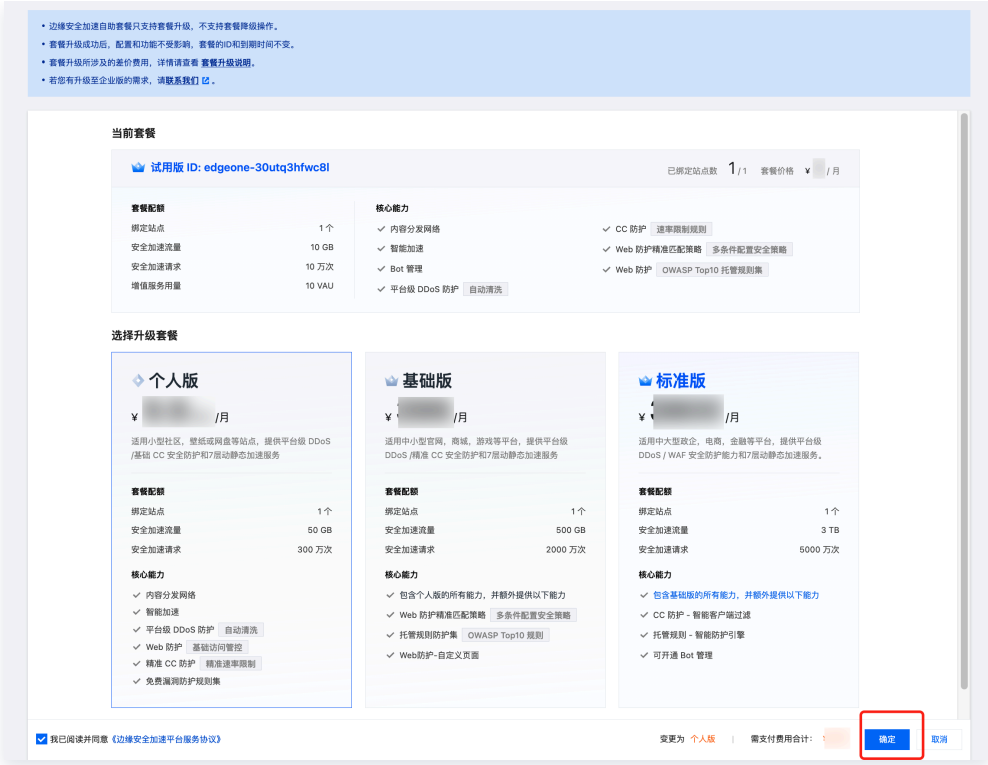 • 边缘安全加速自助套餐只支持套餐升级，不支持套餐降级操作。
• 套餐升级成功后，配置和功能不受影响，套餐的ID和到期时间不变。
• 套餐升级所涉及的差价费用，详情请查看 套餐升级说明。
• 若您有升级至企业版的需求，请联系我们 。
当前套餐
试用版 ID: edgeone-30utq3hfwc8l
已绑定站点数 1 / 1 套餐价格 ¥ / 月
套餐配额
绑定站点 1 个
安全加速流量 10 GB
安全加速请求 10 万次
增值服务用量 10 VAU
核心能力
内容分发网络
智能加速
Bot 管理
平台级 DDoS 防护 自动清洗
CC 防护 速率限制规则
Web 防护精准匹配策略 多条件配置安全策略
Web 防护 OWASP Top10 托管规则集
选择升级套餐
个人版
¥ /月
适用小型社区，壁纸或网盘等站点，提供平台级 DDoS
/基础 CC 安全防护和7层动静态加速服务
套餐配额
绑定站点 1 个
安全加速流量 50 GB
安全加速请求 300 万次
核心能力
内容分发网络
智能加速
平台级 DDoS 防护 自动清洗
Web 防护 基础访问管控
精准 CC 防护 精准速率限制
免费漏洞防护规则集
基础版
¥ /月
适用中小型官网，商城，游戏等平台，提供平台级
DDoS /精准 CC 安全防护和7层动静态加速服务
套餐配额
绑定站点 1 个
安全加速流量 500 GB
安全加速请求 2000 万次
核心能力
包含个人版的所有能力，并额外提供以下能力
Web 防护精准匹配策略 多条件配置安全策略
托管规则防护集 OWASP Top10 规则
Web防护-自定义页面
标准版
¥ /月
适用中大型政企，电商，金融等平台，提供平台级
DDoS / WAF 安全防护能力和7层动静态加速服务。
套餐配额
绑定站点 1 个
安全加速流量 3 TB
安全加速请求 5000 万次
核心能力
包含基础版的所有能力，并额外提供以下能力
CC 防护 - 智能客户端过滤
托管规则 - 智能防护引擎
可开通 Bot 管理
我已阅读并同意《边缘安全加速平台服务协议》
变更为 个人版 | 需支付费用合计：
确定
取消